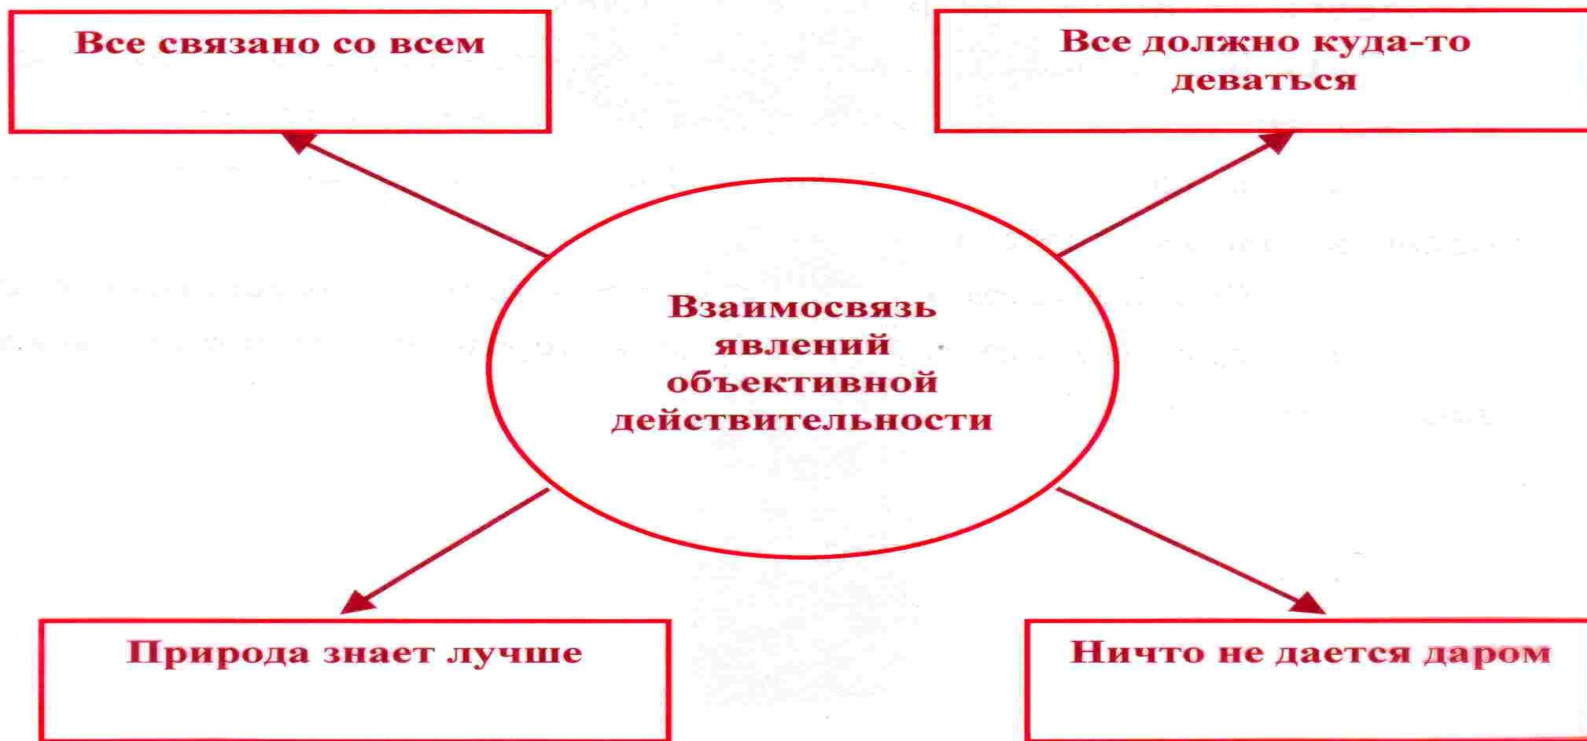 Все связано со всем
Все должно куда-то
деваться
Взаимосвязь
явлений
объективной
действительности
Природа знает лучше
Ничто не дается даром